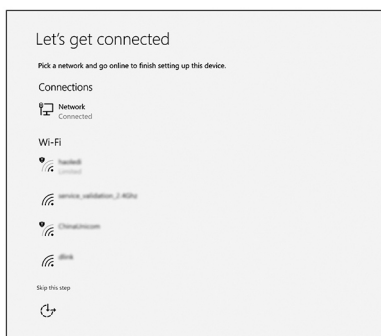 Let's get connected
Pick a network and go online to finish setting up this device.
Connections
Network
Connected
Wi-Fi
Limited
service_validation_2.4Ghz
ChinaUnicom
dlink
Skip this step